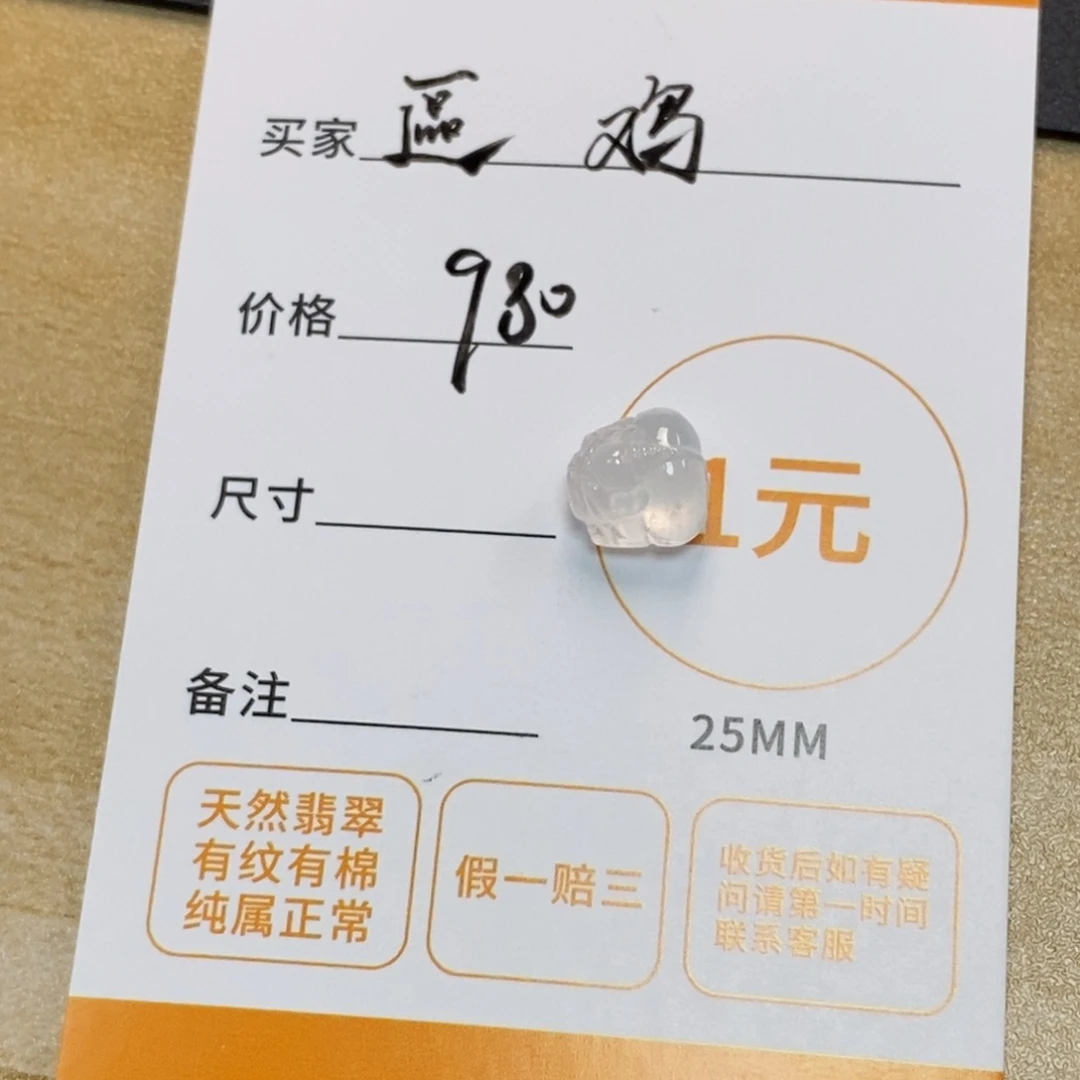 买家 區 鸡
价格 930
尺寸
1元
备注
25MM
天然翡翠
有纹有棉
纯属正常
假一赔三
收货后如有疑
问请第一时间
联系客服